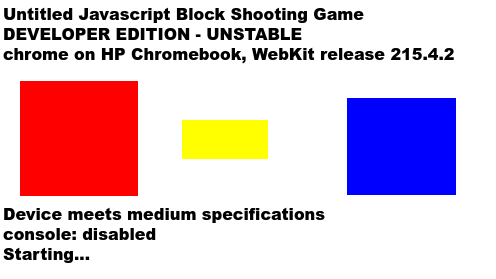 Untitled Javascript Block Shooting Game
DEVELOPER EDITION - UNSTABLE
chrome on HP Chromebook, WebKit release 215.4.2
Device meets medium specifications
console: disabled
Starting...